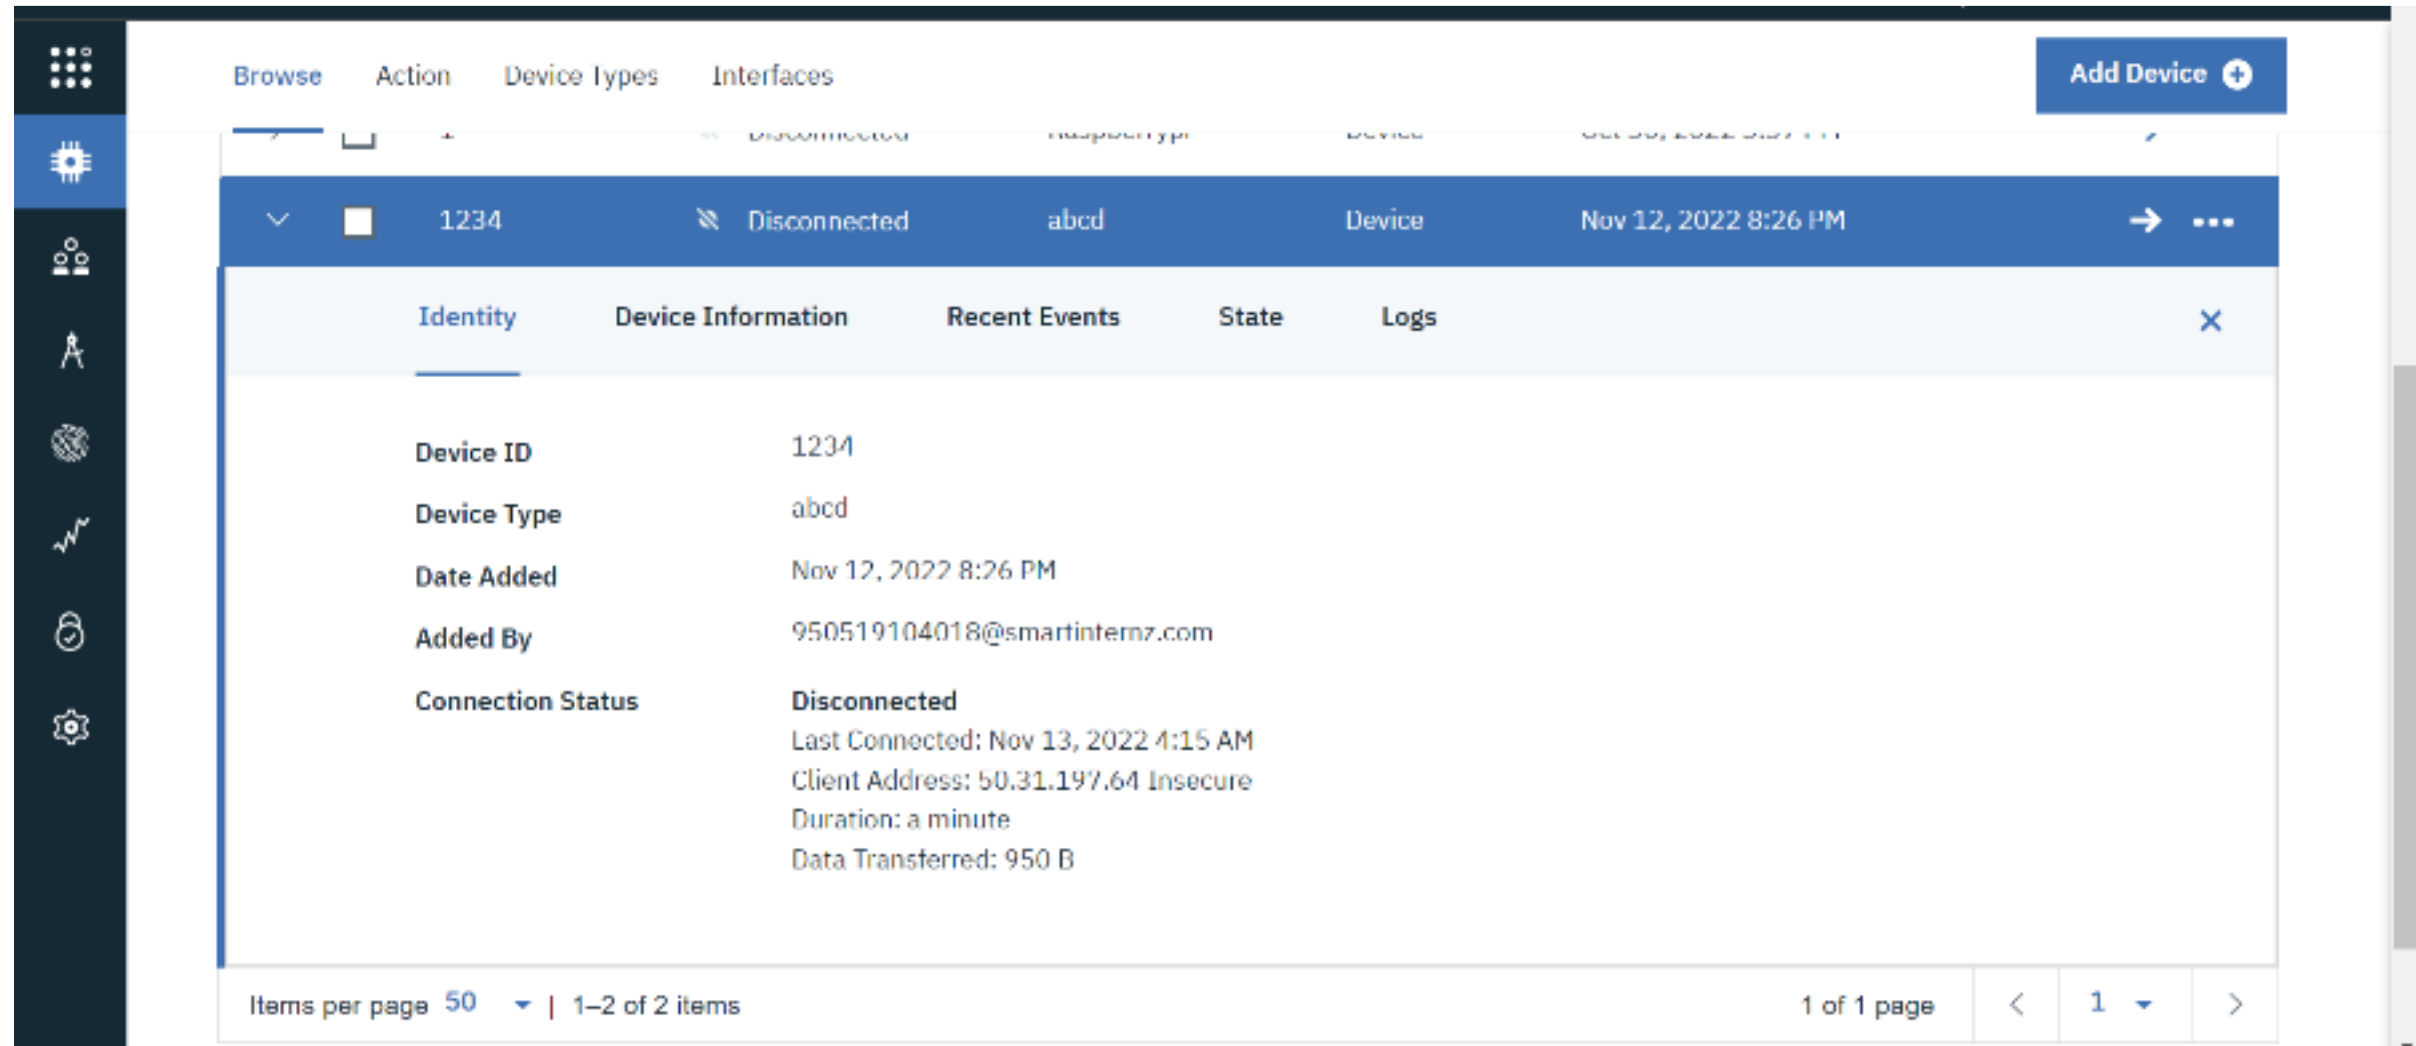 Browse Action Device Types Interfaces Add Device
1 Disconnected Device
1234 Disconnected abcd Device Nov 12, 2022 8:26 PM
Identity Device Information Recent Events State Logs
Device ID 1234
Device Type abcd
Date Added Nov 12, 2022 8:26 PM
Added By 950519104018@smartinternz.com
Connection Status Disconnected
Last Connected: Nov 13, 2022 4:15 AM
Client Address: 50.31.197.64 Insecure
Duration: a minute
Data Transferred: 950 B
Items per page 50 | 1–2 of 2 items 1 of 1 page 1